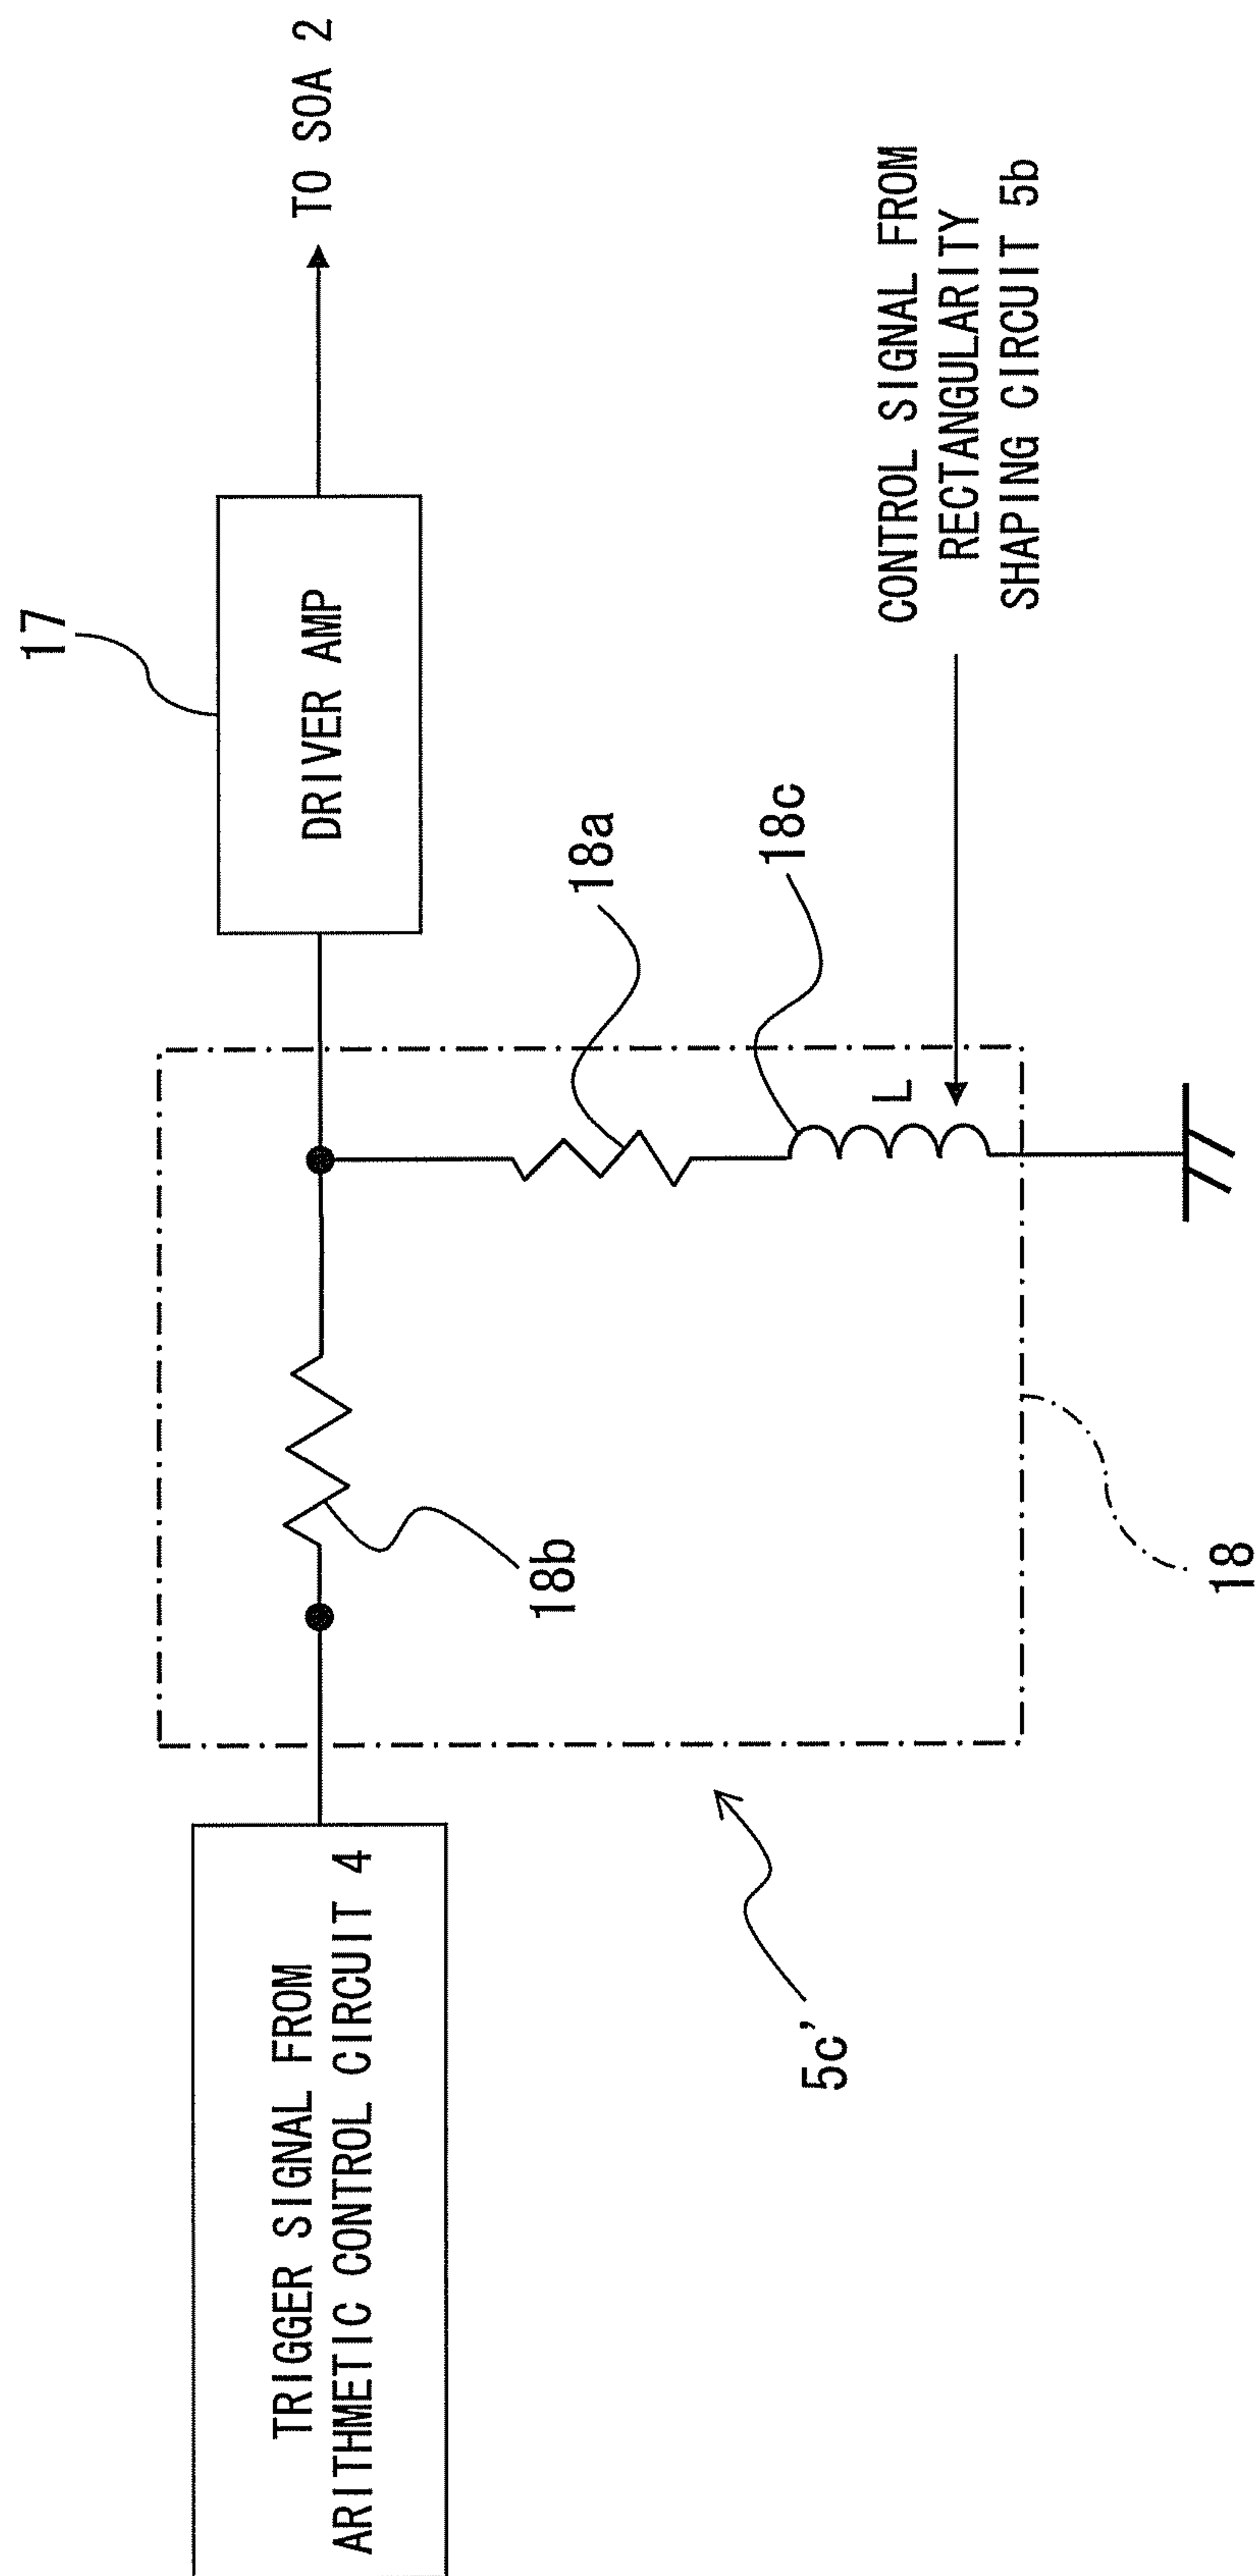 TRIGGER SIGNAL FROM
ARITHMETIC CONTROL CIRCUIT 4
18b
17
DRIVER AMP
TO SOA 2
18a
18c
L
CONTROL SIGNAL FROM
RECTANGULARITY
SHAPING CIRCUIT 5b
18
5c'